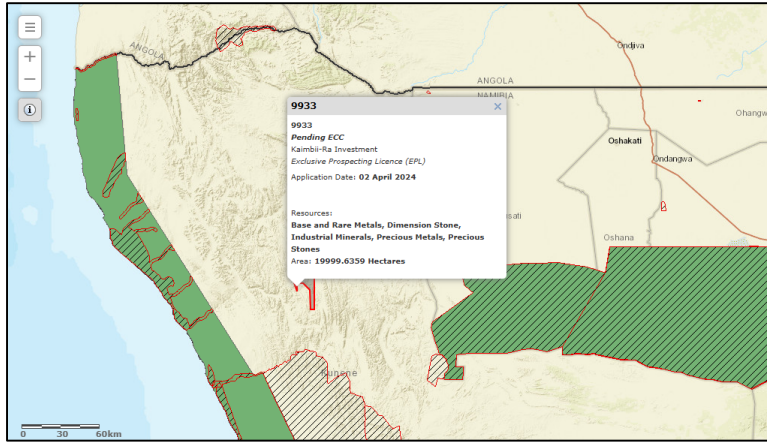 ANGOLA
Ondjiva
ANGOLA
NAMIBIA
Ohangw
Oshakati
Ondangwa
9933
×
9933
Pending ECC
Kaimbii-Ra Investment
Exclusive Prospecting Licence (EPL)
Application Date: 02 April 2024
Resources:
Base and Rare Metals, Dimension Stone,
Industrial Minerals, Precious Metals, Precious
Stones
Area: 19999.6359 Hectares
usati
Oshana
Kunene
0 30 60km